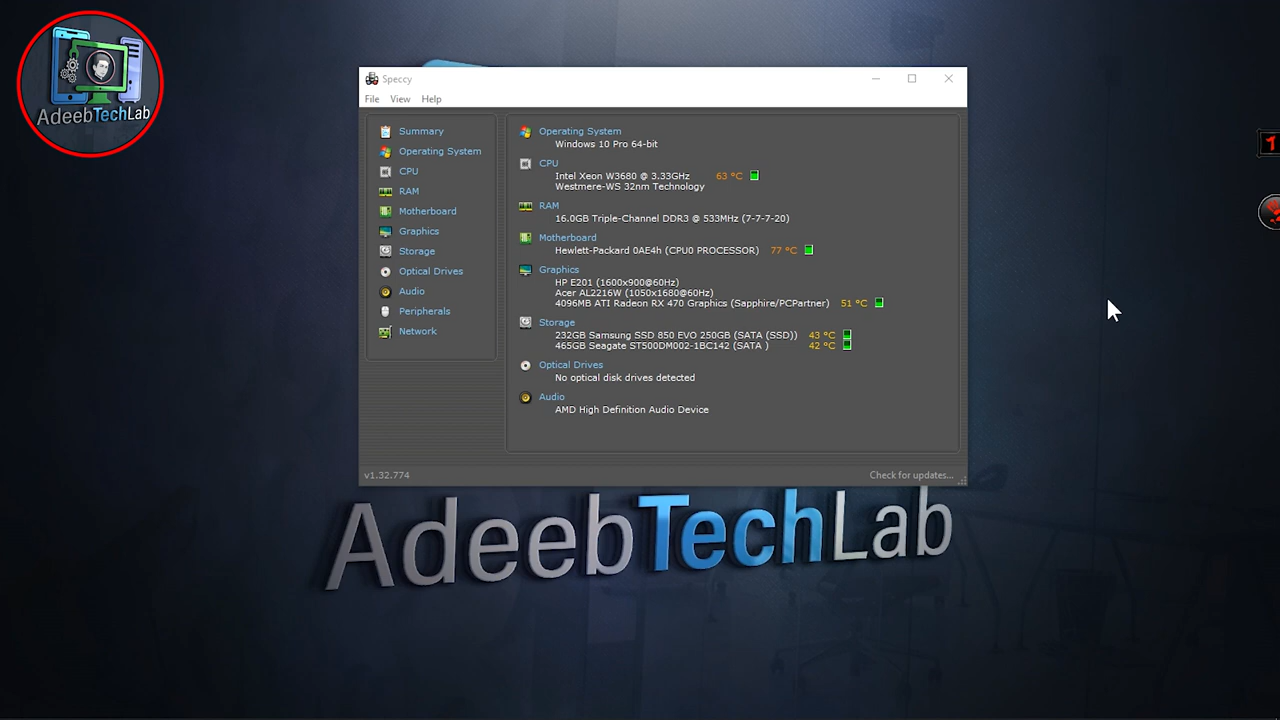 AdeebTechLab
Speccy
File View Help
Summary
Operating System
CPU
RAM
Motherboard
Graphics
Storage
Optical Drives
Audio
Peripherals
Network
Operating System
Windows 10 Pro 64-bit
CPU
Intel Xeon W3680 @ 3.33GHz 63 °C
Westmere-WS 32nm Technology
RAM
16.0GB Triple-Channel DDR3 @ 533MHz (7-7-7-20)
Motherboard
Hewlett-Packard 0AE4h (CPU0 PROCESSOR) 77 °C
Graphics
HP E201 (1600x900@60Hz)
Acer AL2216W (1050x1680@60Hz)
4096MB ATI Radeon RX 470 Graphics (Sapphire/PCPartner) 51 °C
Storage
232GB Samsung SSD 850 EVO 250GB (SATA (SSD)) 43 °C
465GB Seagate ST500DM002-1BC142 (SATA ) 42 °C
Optical Drives
No optical disk drives detected
Audio
AMD High Definition Audio Device
v1.32.774
Check for updates...
AdeebTechLab
1